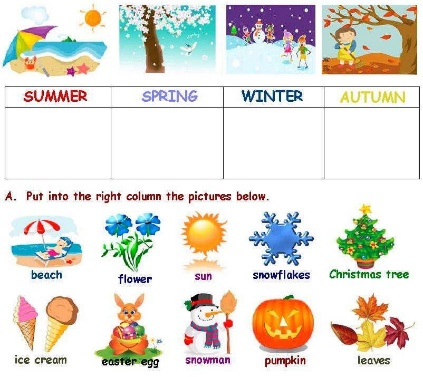 SUMMER SPRING WINTER AUTUMN
A. Put into the right column the pictures below.
beach flower sun snowflakes Christmas tree
ice cream easter egg snowman pumpkin leaves